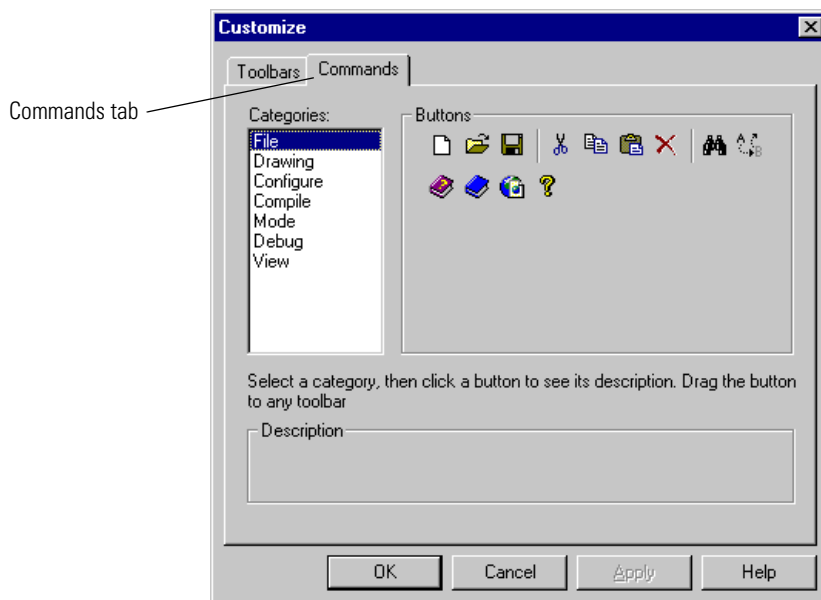 Customize
Toolbars
Commands
Commands tab
Categories:
File
Drawing
Configure
Compile
Mode
Debug
View
Buttons
Select a category, then click a button to see its description. Drag the button
to any toolbar
Description
OK
Cancel
Apply
Help